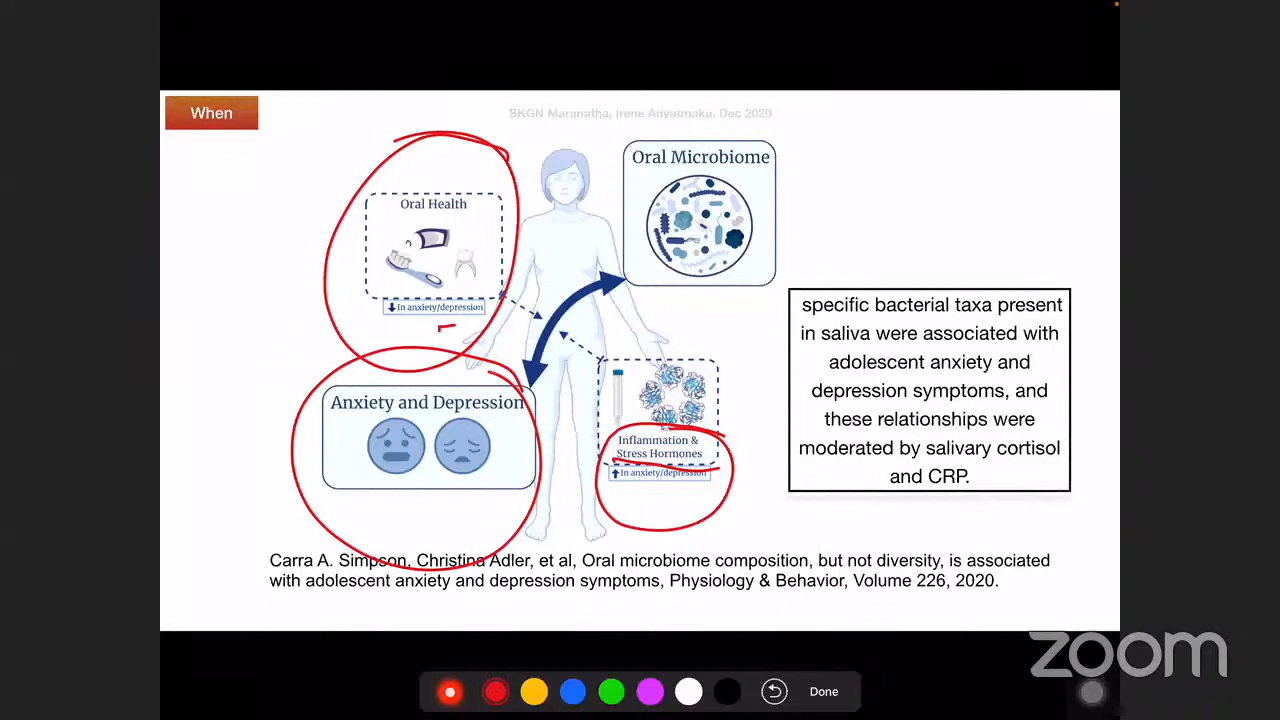 When
BKGN Maranatha, Irene Adyatmaka, Dec 2020
Oral Microbiome
Oral Health
In anxiety/depression
Anxiety and Depression
Inflammation &
Stress Hormones
In anxiety/depression
specific bacterial taxa present
in saliva were associated with
adolescent anxiety and
depression symptoms, and
these relationships were
moderated by salivary cortisol
and CRP.
Carra A. Simpson, Christina Adler, et al, Oral microbiome composition, but not diversity, is associated
with adolescent anxiety and depression symptoms, Physiology & Behavior, Volume 226, 2020.
zoom
Done